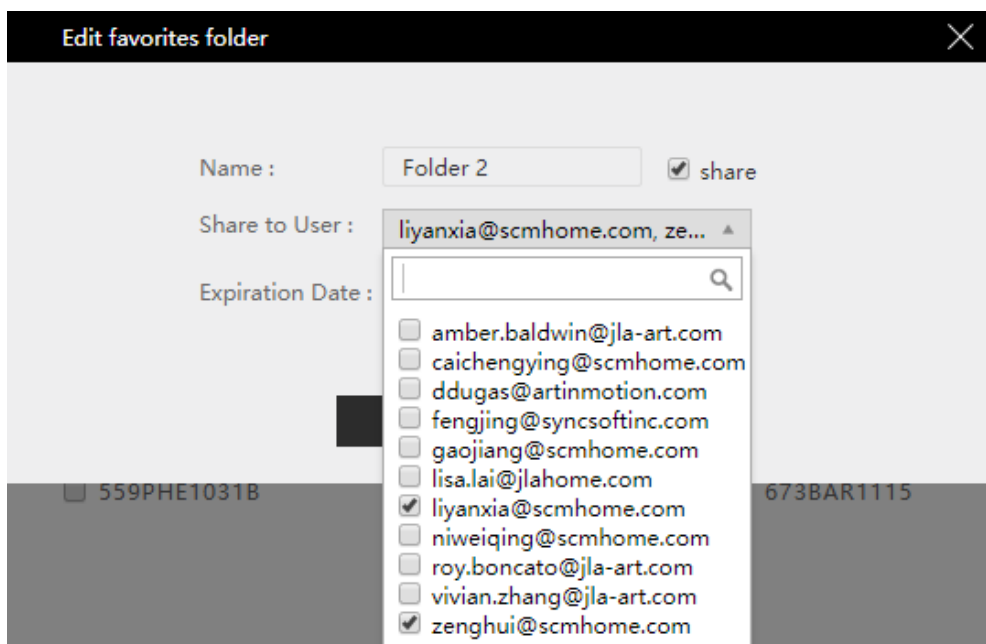 Edit favorites folder
Name :
Folder 2
share
Share to User :
liyanxia@scmhome.com, ze...
Expiration Date :
amber.baldwin@jla-art.com
caichengying@scmhome.com
ddugas@artinmotion.com
fengjing@syncsoftinc.com
gaojiang@scmhome.com
lisa.lai@jlahome.com
559PHE1031B
673BAR1115
liyanxia@scmhome.com
niweiqing@scmhome.com
roy.boncato@jla-art.com
vivian.zhang@jla-art.com
zenghui@scmhome.com